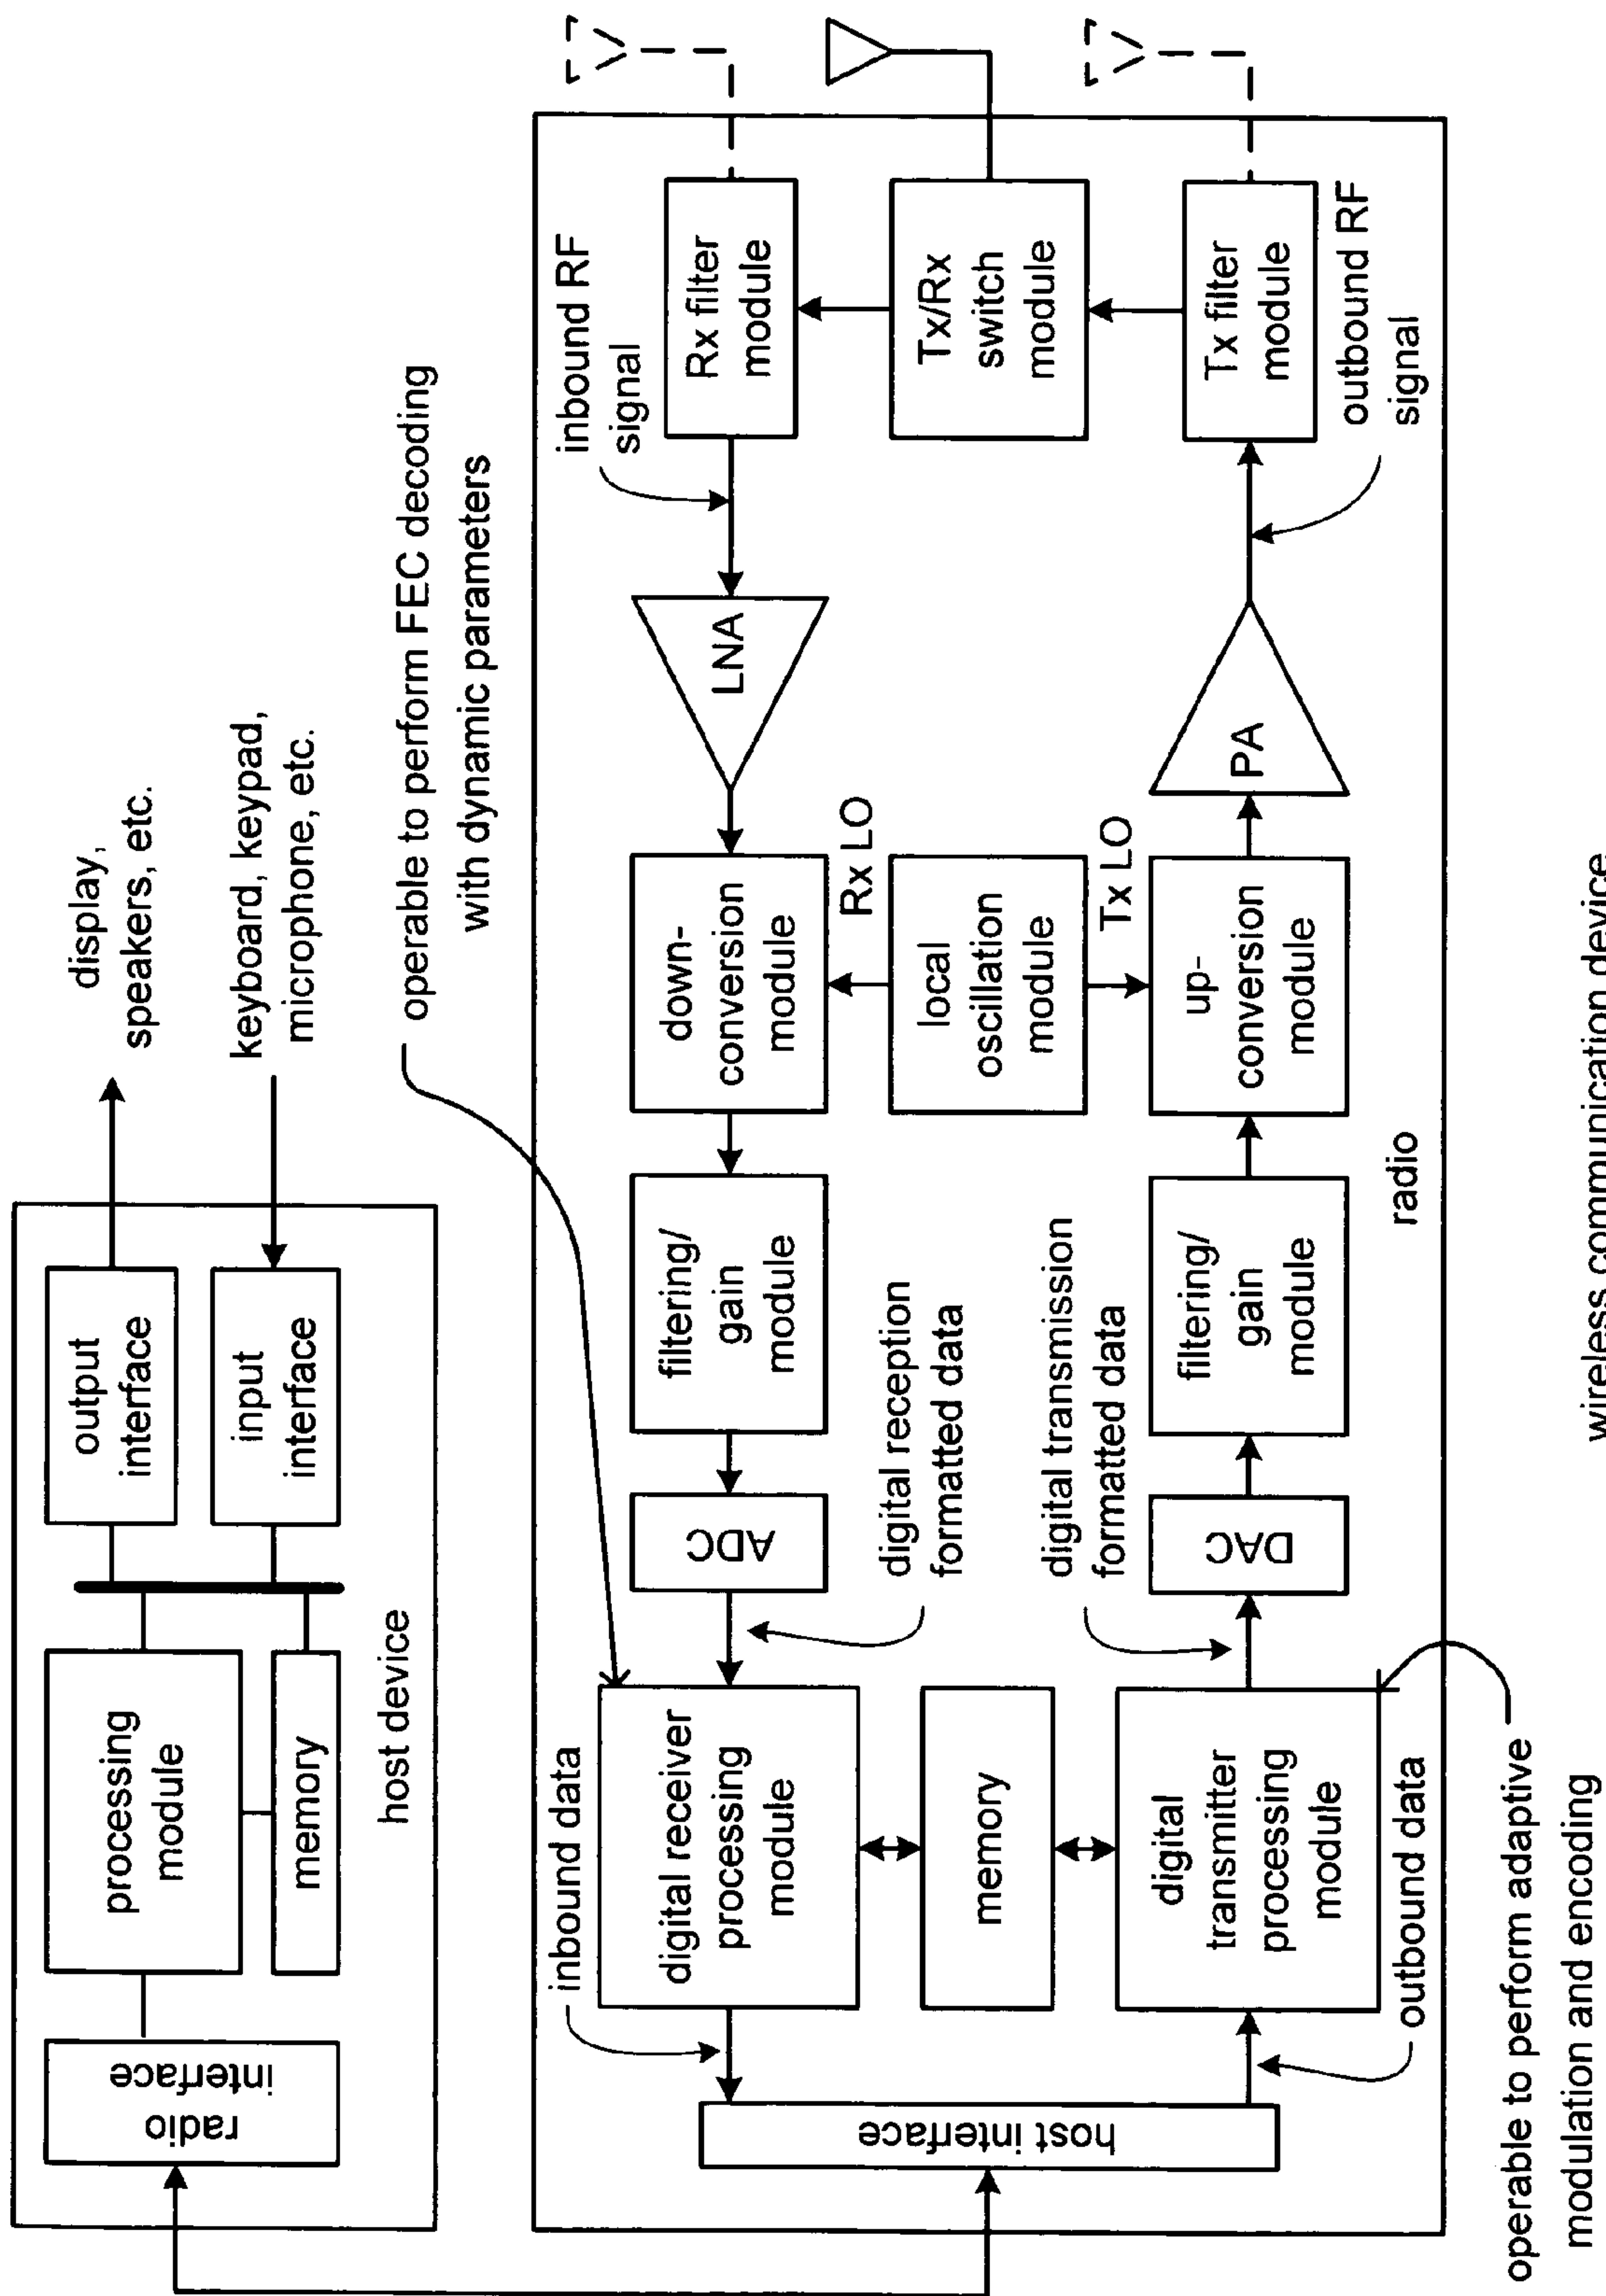 radio
interface
processing
module
memory
output
interface
input
interface
host device
display,
speakers, etc.
keyboard, keypad,
microphone, etc.
operable to perform FEC decoding
with dynamic parameters
inbound data
digital receiver
processing
module
ADC
filtering/
gain
module
down-
conversion
module
LNA
inbound RF
signal
Rx filter
module
digital reception
formatted data
Rx LO
host interface
memory
local
oscillation
module
Tx/Rx
switch
module
digital transmission
formatted data
Tx LO
digital
transmitter
processing
module
DAC
filtering/
gain
module
up-
conversion
module
PA
Tx filter
module
outbound data
radio
outbound RF
signal
operable to perform adaptive
modulation and encoding
wireless communication device